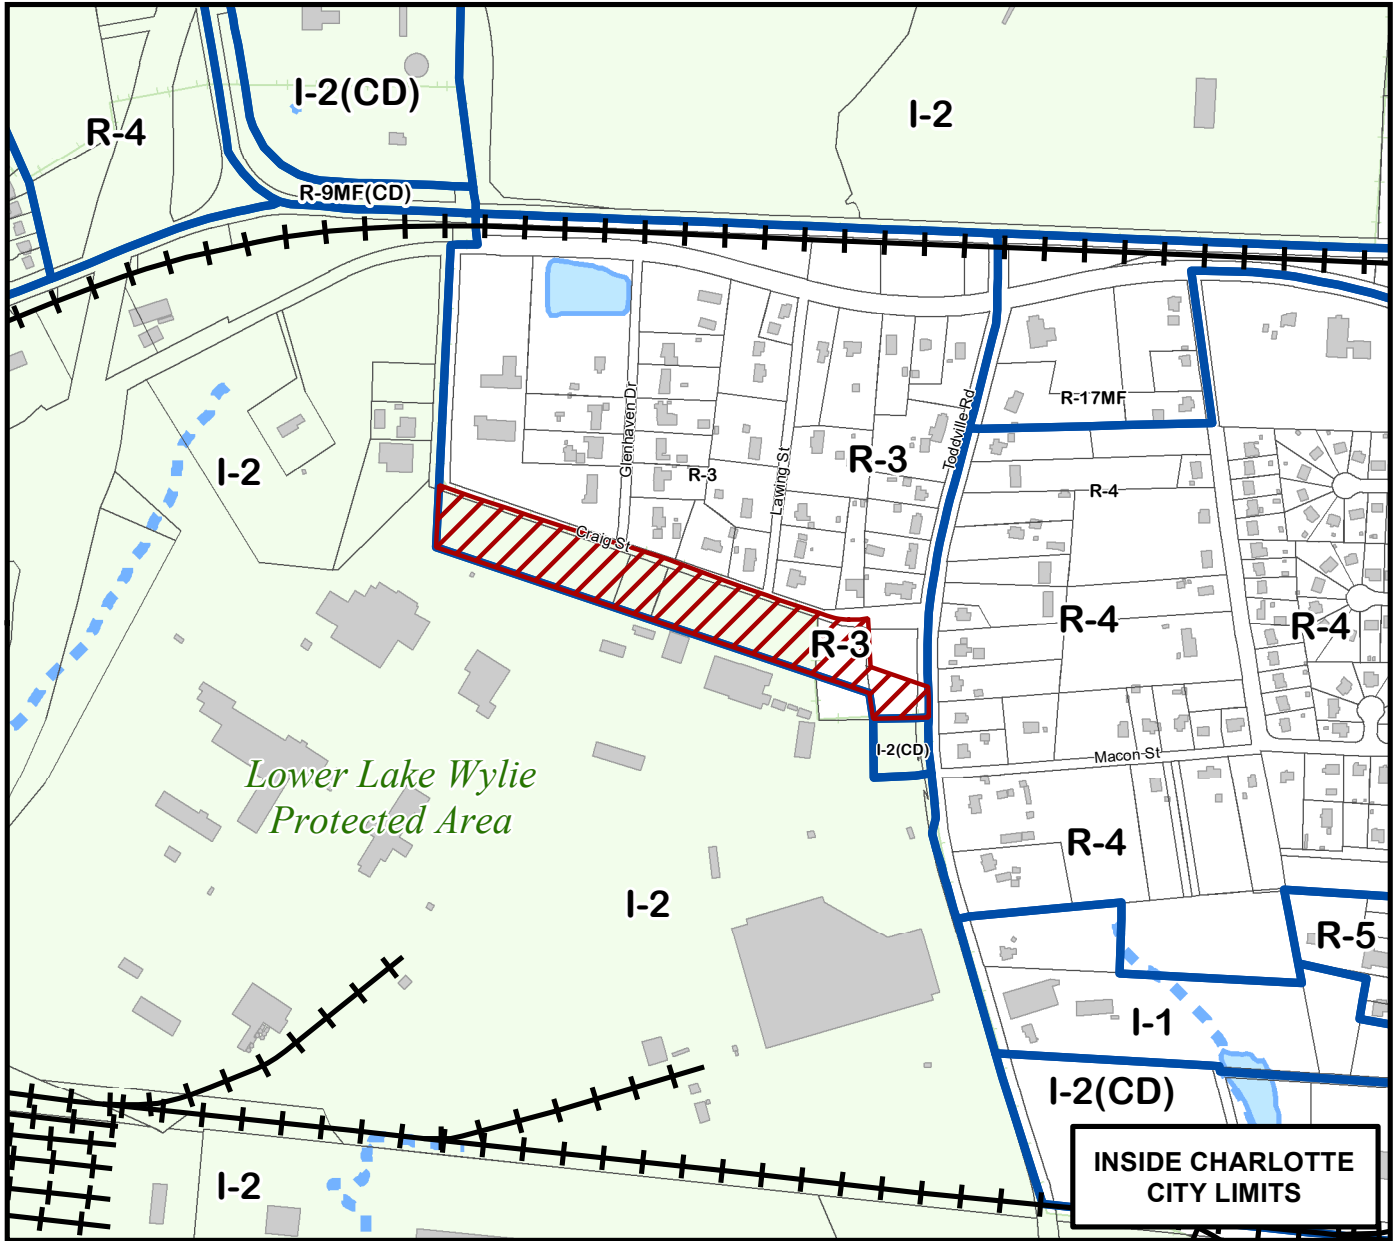 I-2(CD)
I-2
R-4
R-9MF(CD)
R-17MF
Glenhaven Dr
Toddville Rd
R-3
I-2
R-3
Lawing St
R-4
Craig St
R-4
R-4
R-3
I-2(CD)
Macon St
Lower Lake Wylie
Protected Area
R-4
I-2
R-5
I-1
I-2(CD)
INSIDE CHARLOTTE
CITY LIMITS
I-2